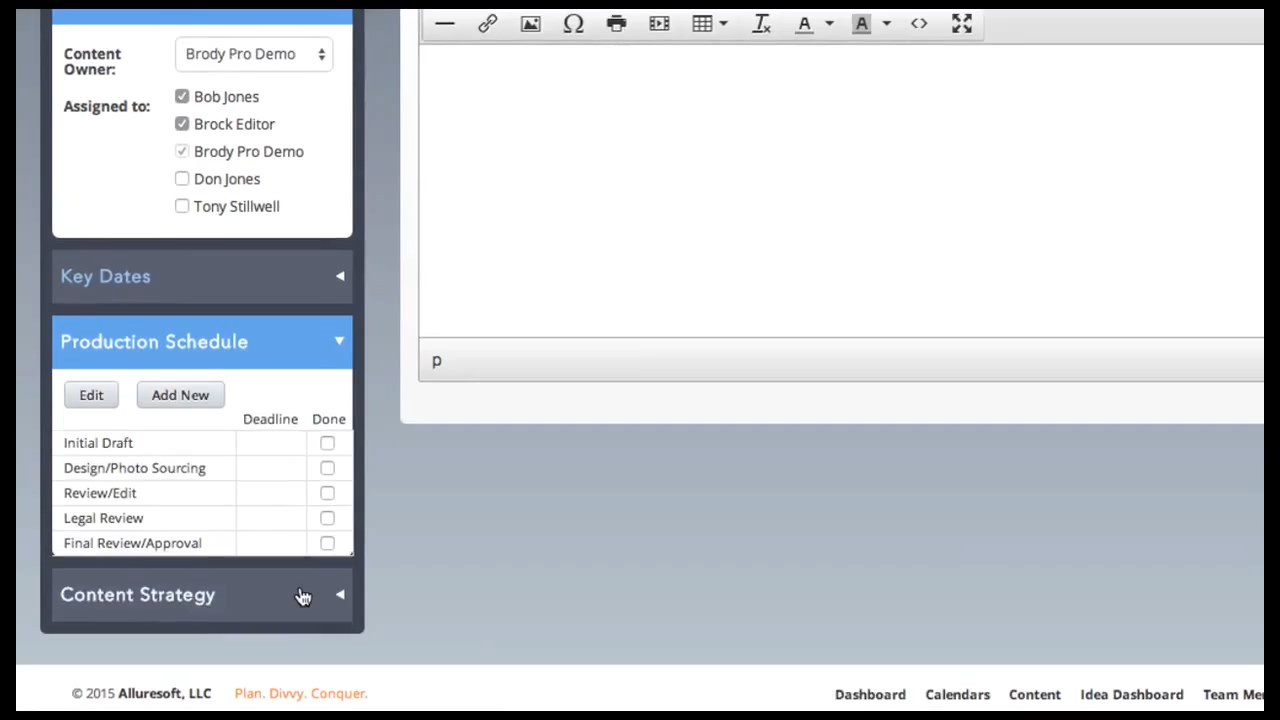 Content Owner:
Brody Pro Demo
Assigned to:
Bob Jones
Brock Editor
Brody Pro Demo
Don Jones
Tony Stillwell
Key Dates
Production Schedule
Edit Add New
Deadline Done
Initial Draft
Design/Photo Sourcing
Review/Edit
Legal Review
Final Review/Approval
Content Strategy
p
© 2015 Alluresoft, LLC Plan. Divvy. Conquer.
Dashboard Calendars Content Idea Dashboard Team